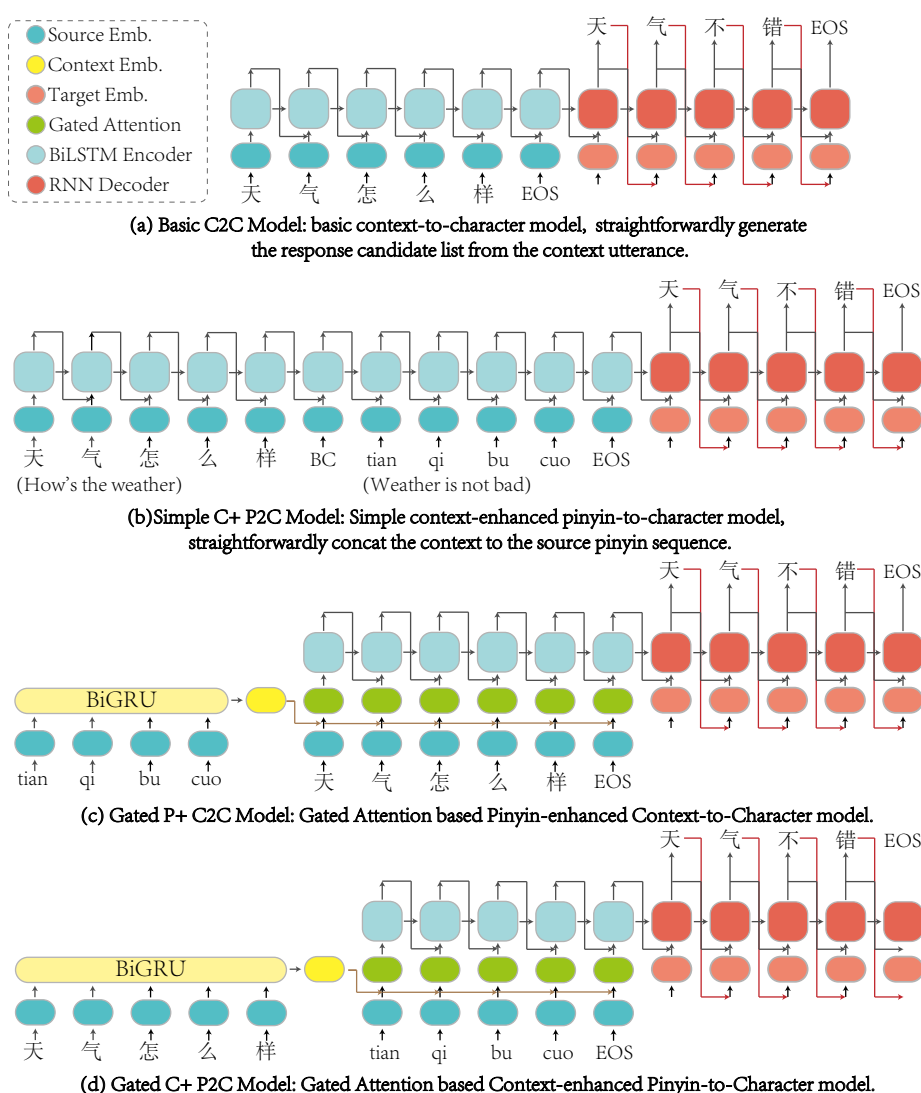 Source Emb.
Context Emb.
Target Emb.
Gated Attention
BiLSTM Encoder
RNN Decoder
天 气 不 错 EOS
天 气 怎 么 样 EOS
(a) Basic C2C Model: basic context-to-character model, straightforwardly generate
the response candidate list from the context utterance.
天 气 不 错 EOS
天 气 怎 么 样 BC tian qi bu cuo EOS
(How's the weather) (Weather is not bad)
(b)Simple C+ P2C Model: Simple context-enhanced pinyin-to-character model,
straightforwardly concat the context to the source pinyin sequence.
天 气 不 错 EOS
BiGRU
tian qi bu cuo 天 气 怎 么 样 EOS
(c) Gated P+ C2C Model: Gated Attention based Pinyin-enhanced Context-to-Character model.
天 气 不 错 EOS
BiGRU
天 气 怎 么 样 tian qi bu cuo EOS
(d) Gated C+ P2C Model: Gated Attention based Context-enhanced Pinyin-to-Character model.